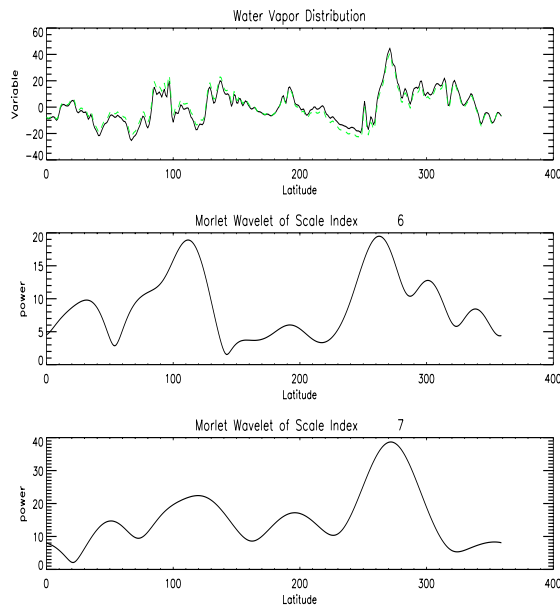 Water Vapor Distribution
60
40
20
0
−20
−40
Variable
0 100 200 300 400
Latitude
Morlet Wavelet of Scale Index 6
20
15
10
5
0
power
0 100 200 300 400
Latitude
Morlet Wavelet of Scale Index 7
40
30
20
10
0
power
0 100 200 300 400
Latitude